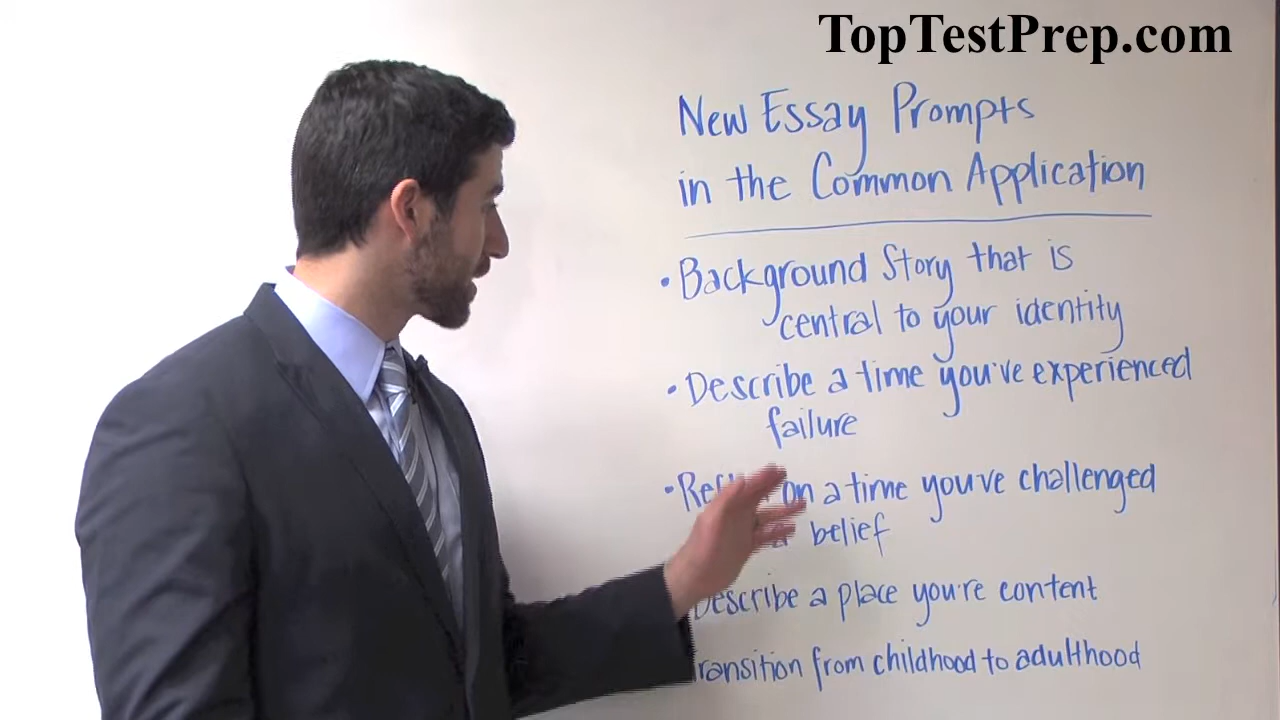 TopTestPrep.com
New Essay Prompts
in the Common Application
• Background Story that is
central to your identity
• Describe a time you've experienced
failure
• on a time you've challenged
belief
Describe a place you're content
ransition from childhood to adulthood